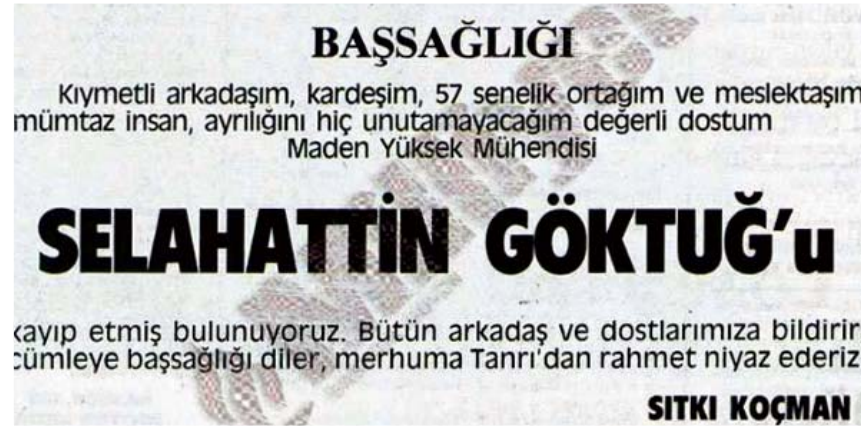 BAŞSAĞLIĞI
Kıymetli arkadaşım, kardeşim, 57 senelik ortağım ve meslektaşım
mümtaz insan, ayrılığını hiç unutamayacağım değerli dostum
Maden Yüksek Mühendisi
SELAHATTİN GÖKTUĞ'u
kayıp etmiş bulunuyoruz. Bütün arkadaş ve dostlarımıza bildirir
cümleye başsağlığı diler, merhuma Tanrı'dan rahmet niyaz ederiz
SITKI KOÇMAN